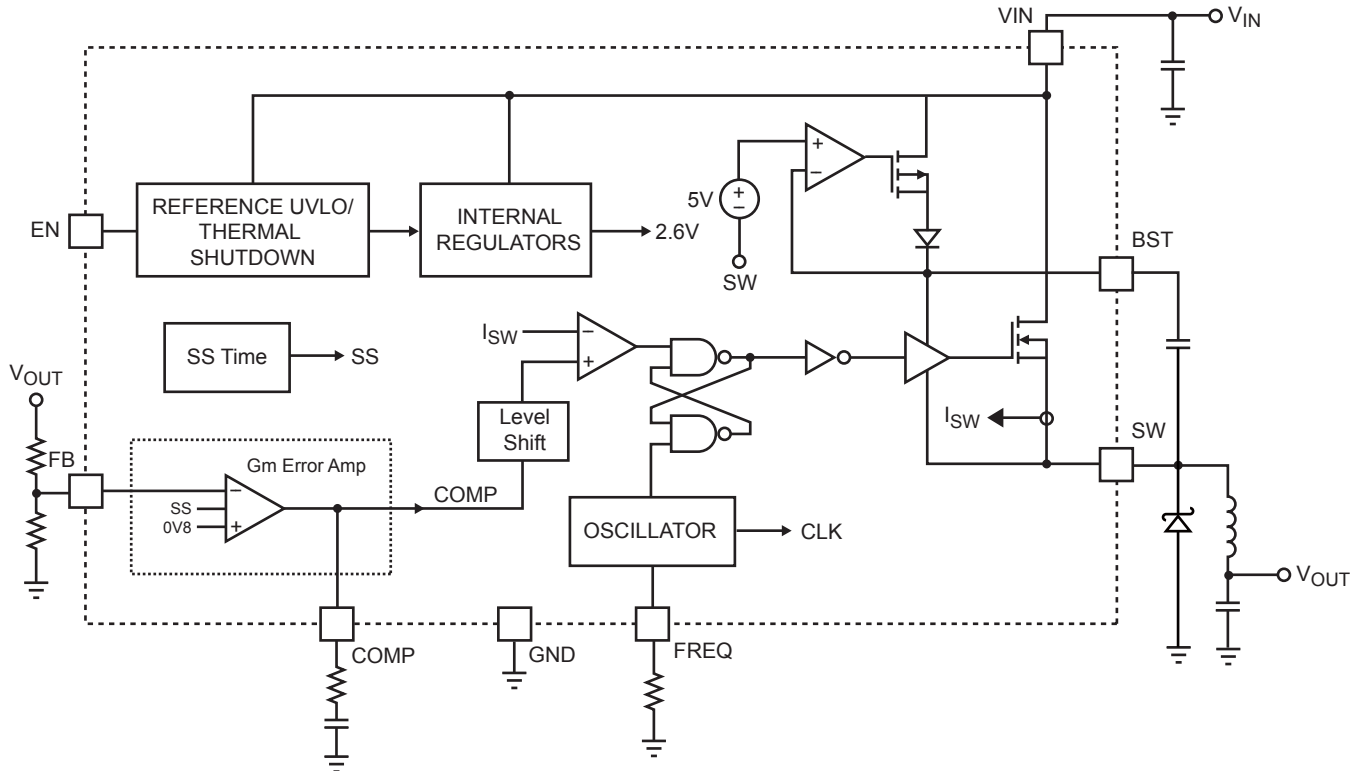 VIN
V_IN
+
−
5V
+
−
EN
REFERENCE UVLO/
THERMAL
SHUTDOWN
INTERNAL
REGULATORS
2.6V
SW
BST
SS Time
SS
I_SW
−
+
V_OUT
Level
Shift
I_SW
SW
FB
Gm Error Amp
−
SS
0V8
+
COMP
OSCILLATOR
CLK
V_OUT
COMP
GND
FREQ